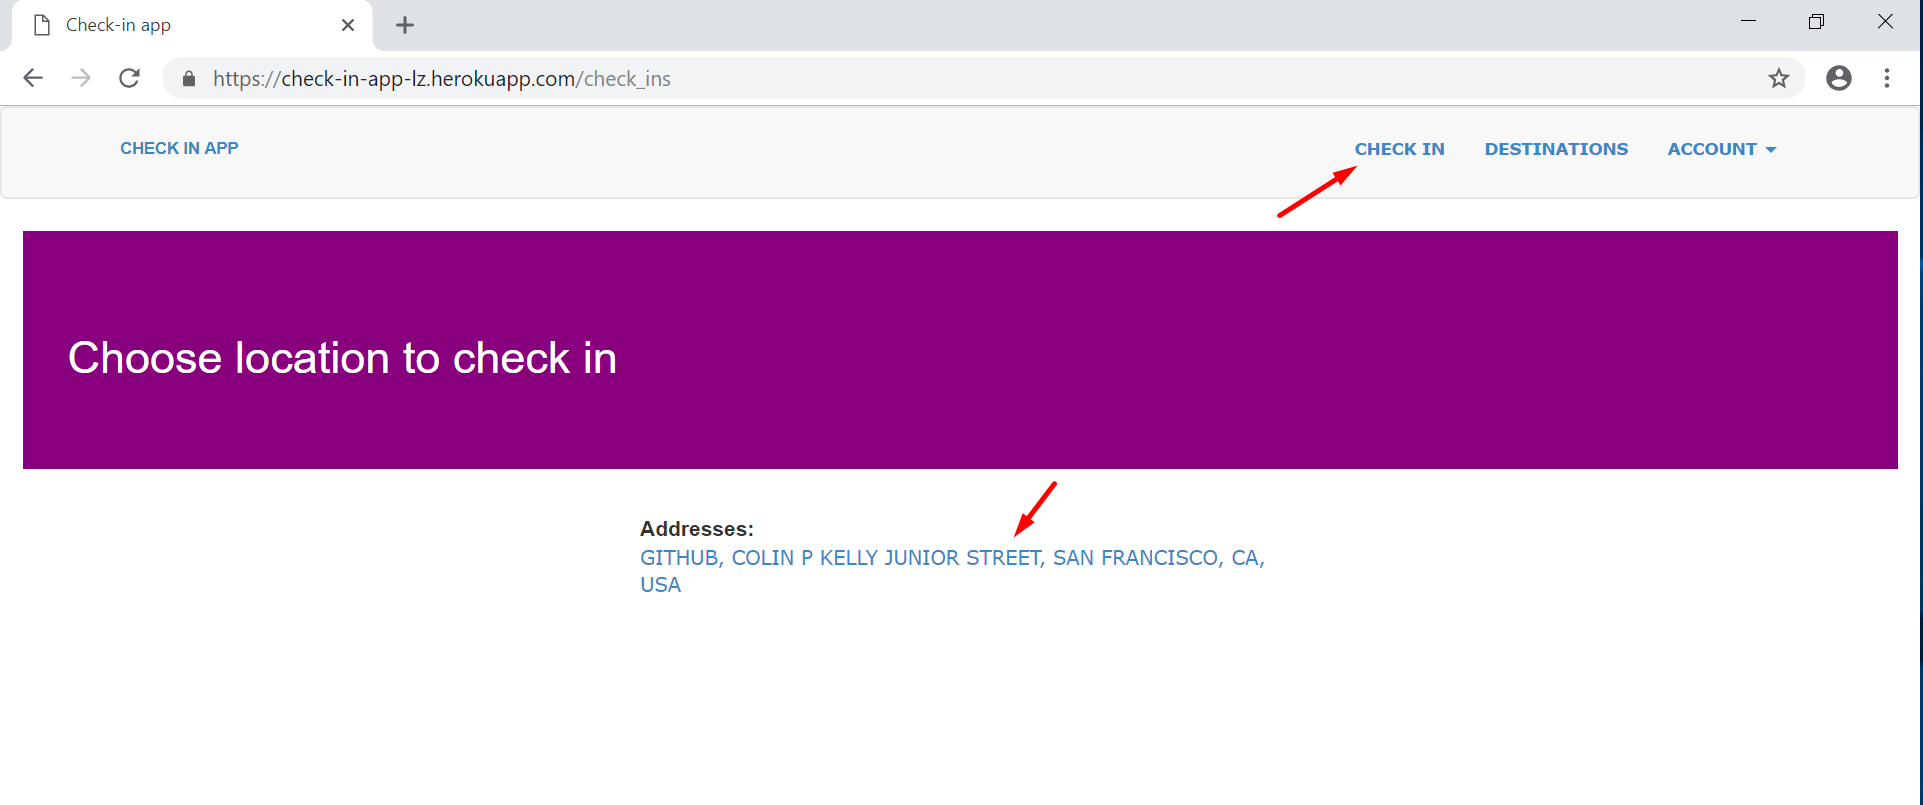 Check-in app
https://check-in-app-lz.herokuapp.com/check_ins
CHECK IN APP
CHECK IN
DESTINATIONS
ACCOUNT
Choose location to check in
Addresses:
GITHUB, COLIN P KELLY JUNIOR STREET, SAN FRANCISCO, CA,
USA